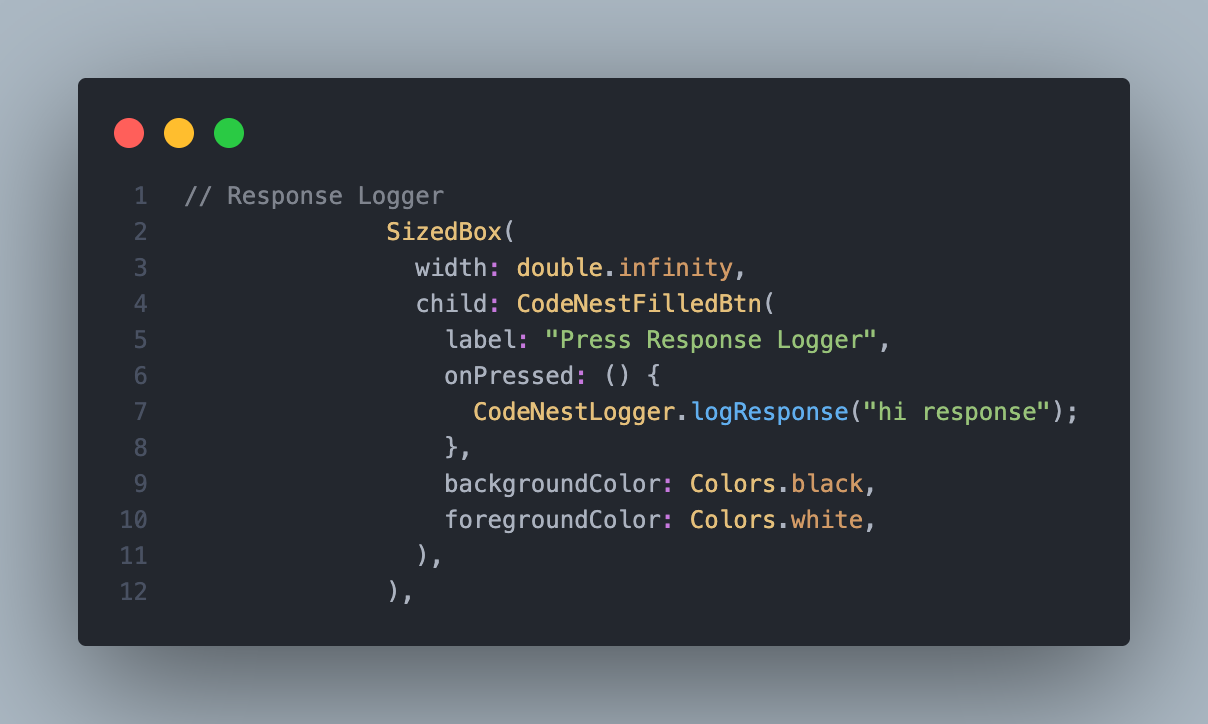 1 // Response Logger
2 SizedBox(
3 width: double.infinity,
4 child: CodeNestFilledBtn(
5 label: "Press Response Logger",
6 onPressed: () {
7 CodeNestLogger.logResponse("hi response");
8 },
9 backgroundColor: Colors.black,
10 foregroundColor: Colors.white,
11 ),
12 ),